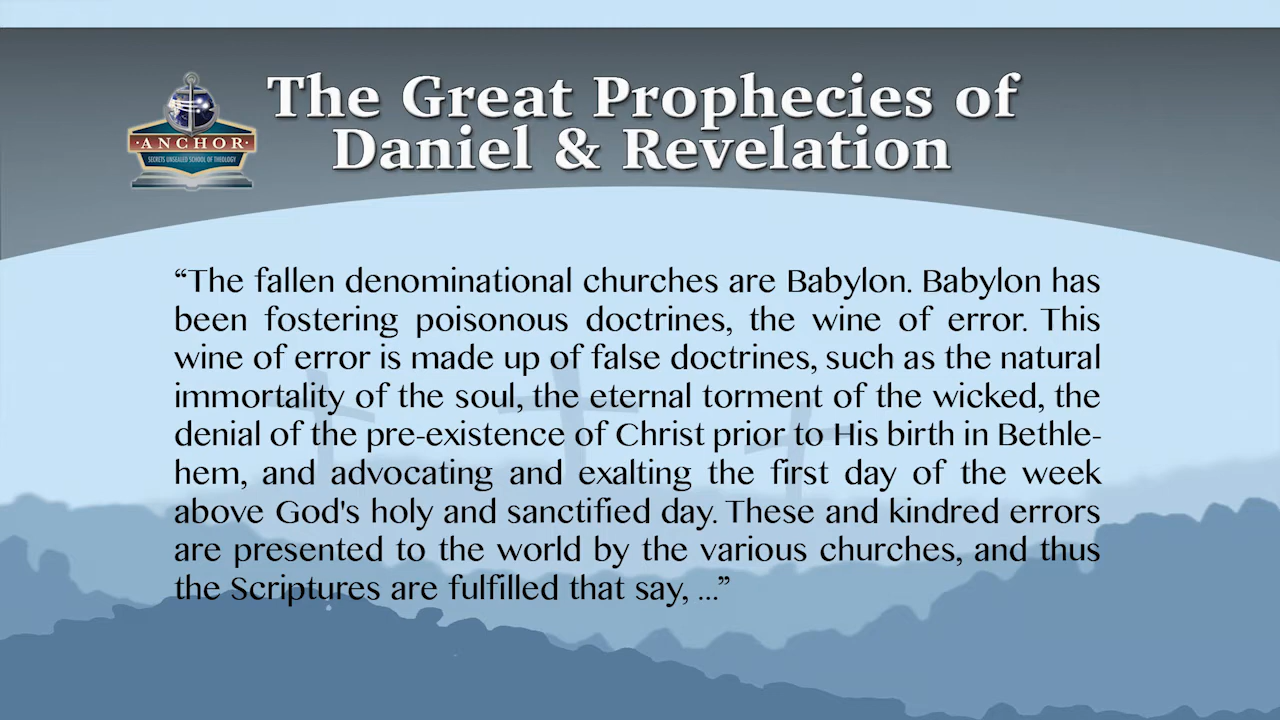 The Great Prophecies of
Daniel & Revelation
·ANCHOR·
SECRETS UNSEALED SCHOOL OF THEOLOGY
“The fallen denominational churches are Babylon. Babylon has
been fostering poisonous doctrines, the wine of error. This
wine of error is made up of false doctrines, such as the natural
immortality of the soul, the eternal torment of the wicked, the
denial of the pre-existence of Christ prior to His birth in Bethle-
hem, and advocating and exalting the first day of the week
above God's holy and sanctified day. These and kindred errors
are presented to the world by the various churches, and thus
the Scriptures are fulfilled that say, ...”